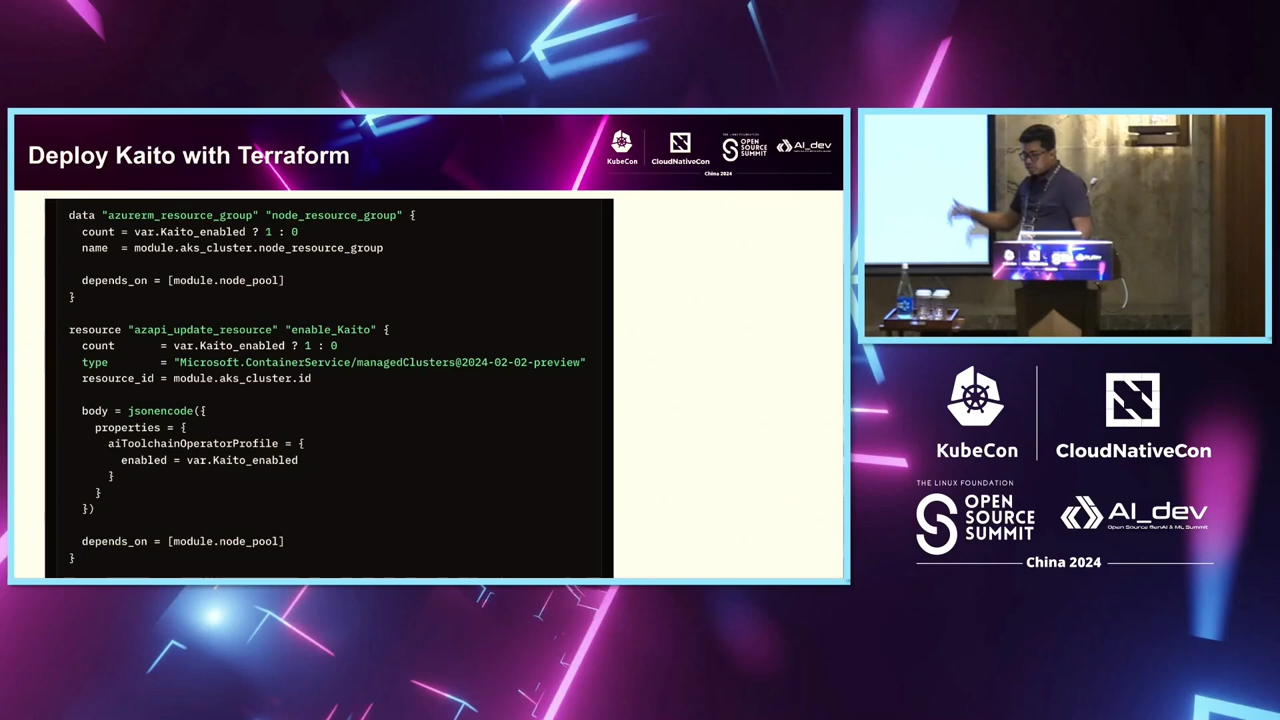 Deploy Kaito with Terraform
KubeCon
CloudNativeCon
THE LINUX FOUNDATION
OPEN
SOURCE
SUMMIT
AI_dev
China 2024
data "azurerm_resource_group" "node_resource_group" {
  count = var.Kaito_enabled ? 1 : 0
  name  = module.aks_cluster.node_resource_group

  depends_on = [module.node_pool]
}

resource "azapi_update_resource" "enable_Kaito" {
  count       = var.Kaito_enabled ? 1 : 0
  type        = "Microsoft.ContainerService/managedClusters@2024-02-02-preview"
  resource_id = module.aks_cluster.id

  body = jsonencode({
    properties = {
      aiToolchainOperatorProfile = {
        enabled = var.Kaito_enabled
      }
    }
  })

  depends_on = [module.node_pool]
}
KubeCon
CloudNativeCon
THE LINUX FOUNDATION
OPEN
SOURCE
SUMMIT
AI_dev
Open Source GenAI & ML Summit
China 2024